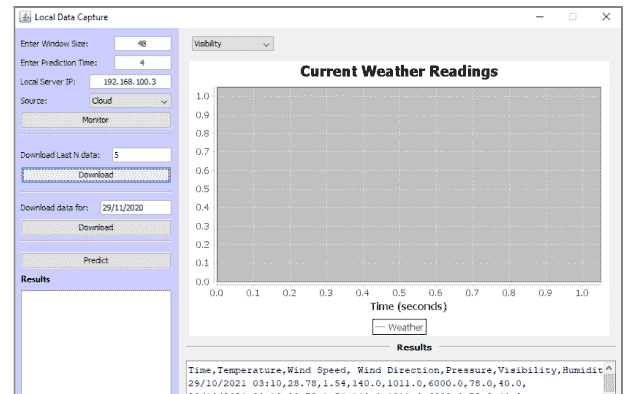 Local Data Capture
Enter Window Size: 48
Enter Prediction Time: 4
Local Server IP: 192.168.100.3
Source: Cloud
Monitor
Download Last N data: 5
Download
Download data for: 29/11/2020
Download
Predict
Results
Visibility
Current Weather Readings
1.0
0.9
0.8
0.7
0.6
0.5
0.4
0.3
0.2
0.1
0.0
0.0 0.1 0.2 0.3 0.4 0.5 0.6 0.7 0.8 0.9 1.0
Time (seconds)
Weather
Results
Time,Temperature,Wind Speed, Wind Direction,Pressure,Visibility,Humidit
29/10/2021 03:10,28.78,1.54,140.0,1011.0,6000.0,78.0,40.0,